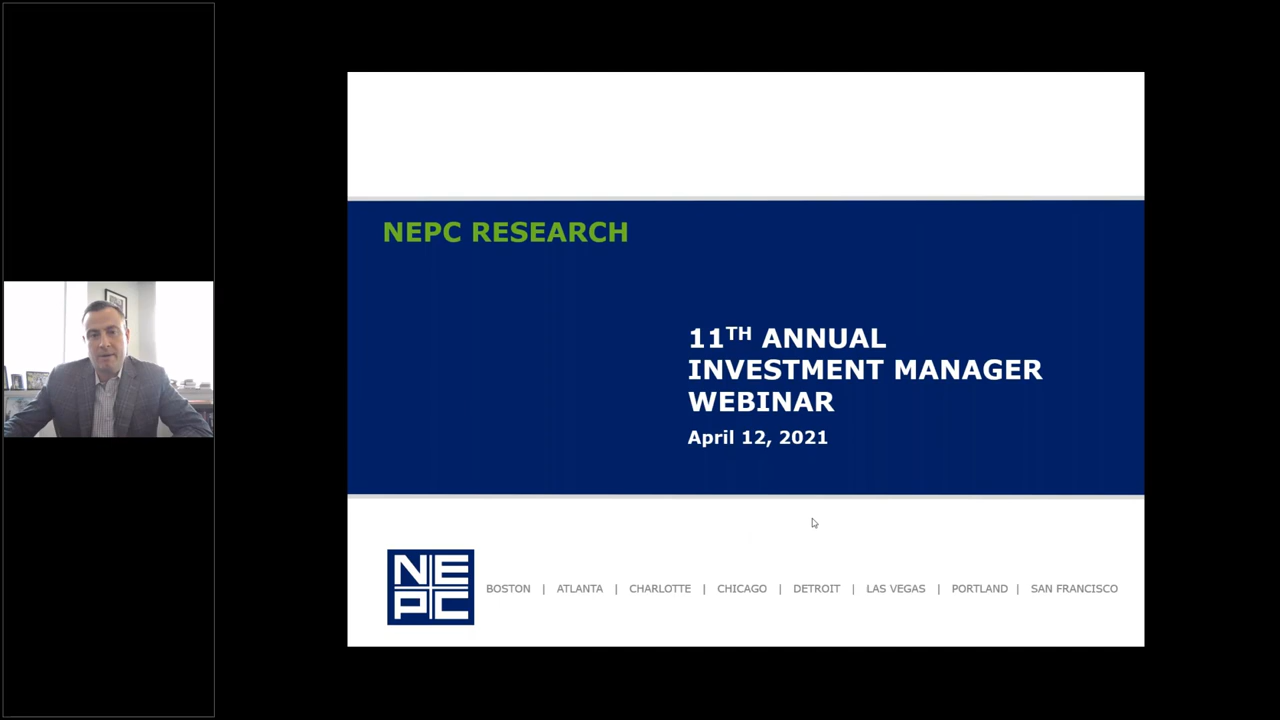 NEPC RESEARCH
11TH ANNUAL
INVESTMENT MANAGER
WEBINAR
April 12, 2021
NE
PC
BOSTON | ATLANTA | CHARLOTTE | CHICAGO | DETROIT | LAS VEGAS | PORTLAND | SAN FRANCISCO